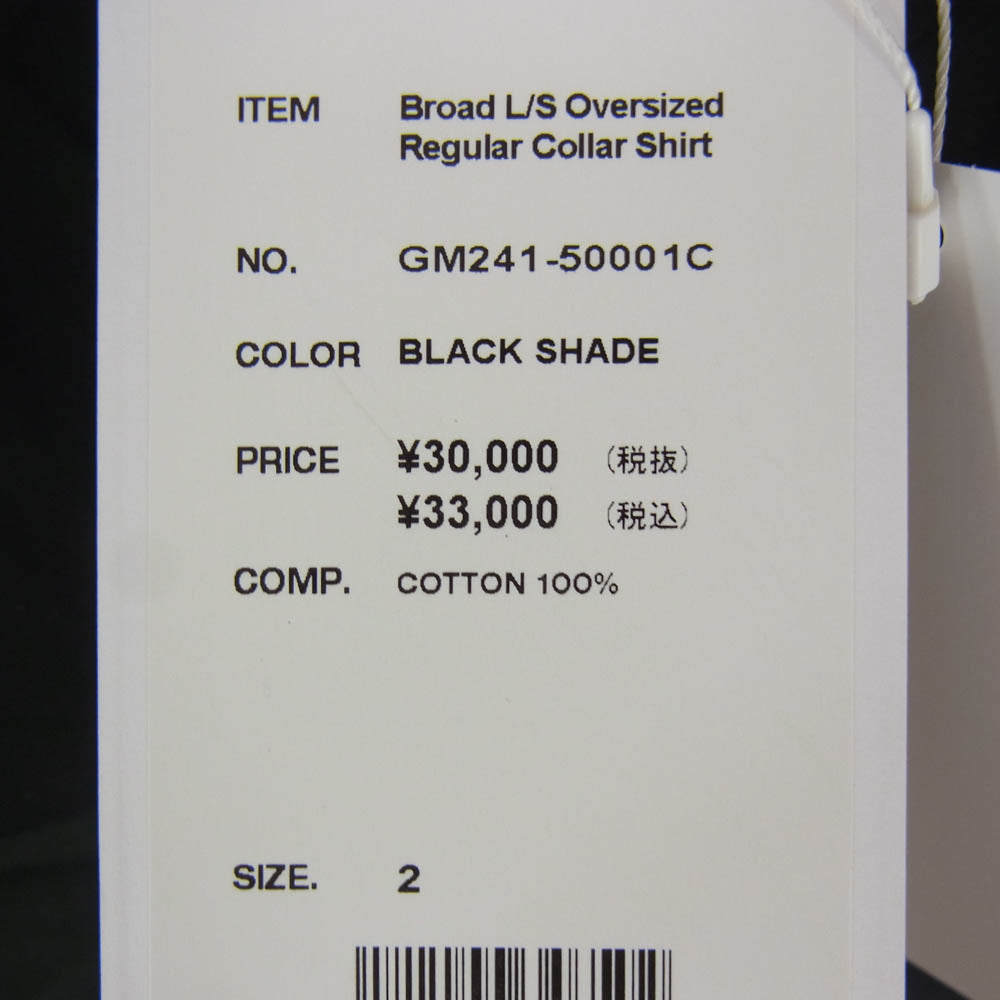 ITEM Broad L/S Oversized
Regular Collar Shirt
NO. GM241-50001C
COLOR BLACK SHADE
PRICE ¥30,000 (税抜)
¥33,000 (税込)
COMP. COTTON 100%
SIZE. 2